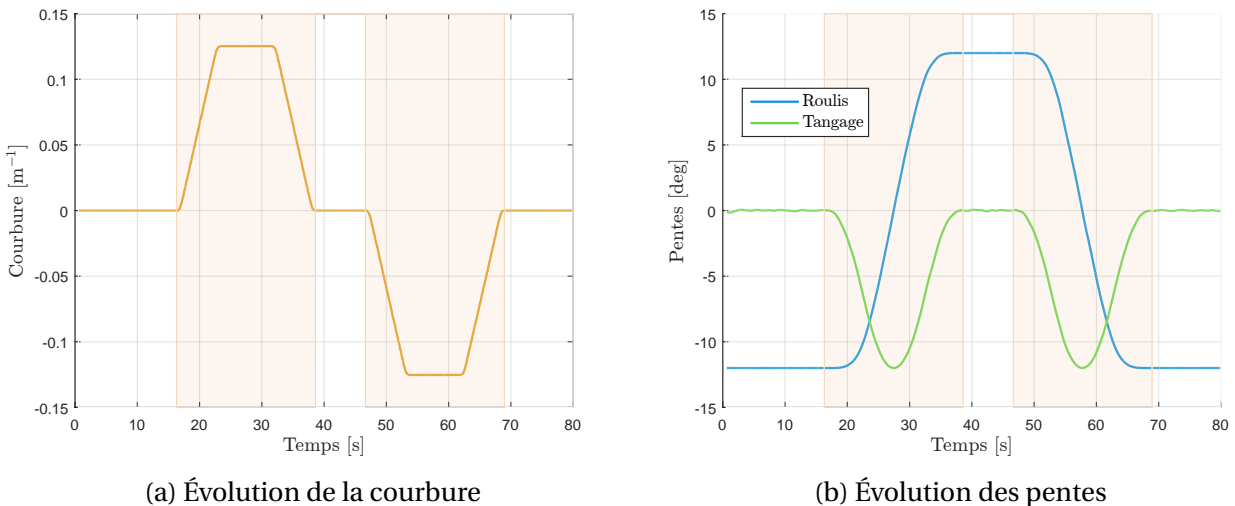 0.15
0.1
0.05
0
-0.05
-0.1
-0.15
Courbure [m⁻¹]
0 10 20 30 40 50 60 70 80
Temps [s]
(a) Évolution de la courbure
15
10
5
0
-5
-10
-15
Pentes [deg]
Roulis
Tangage
0 10 20 30 40 50 60 70 80
Temps [s]
(b) Évolution des pentes